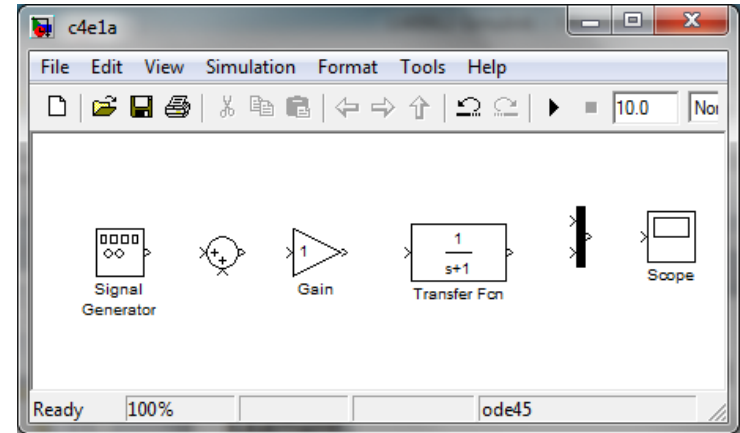 c4e1a
File Edit View Simulation Format Tools Help
10.0 Nor
1
1
s+1
Signal
Generator
Gain
Transfer Fcn
Scope
Ready 100% ode45